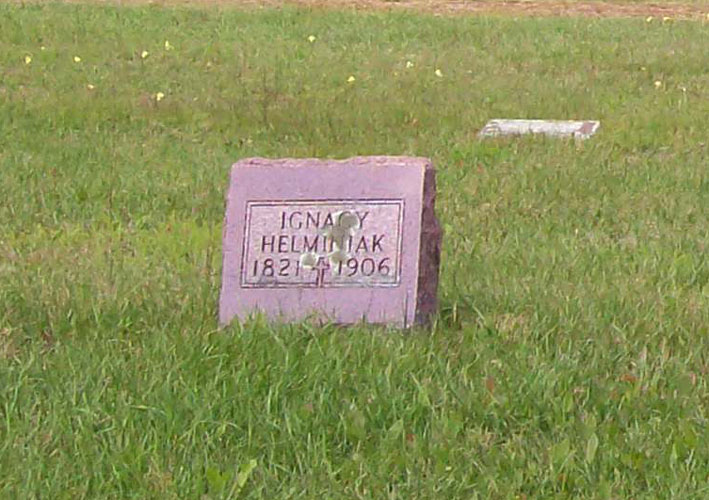 IGNACY
HELMINIAK
1821 1906